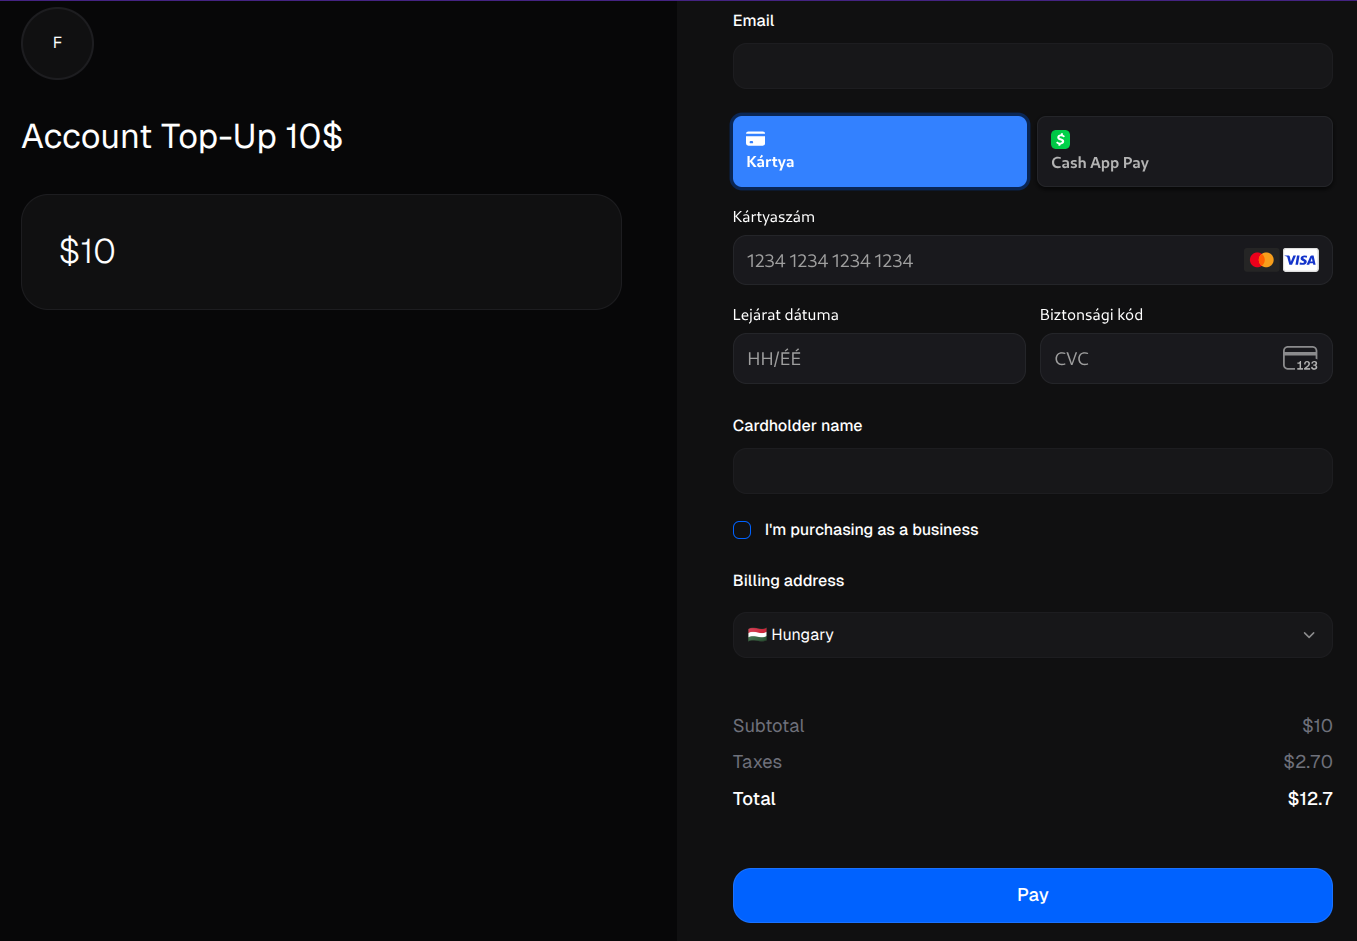 F
Account Top-Up 10$
$10
Email
Kártya
Cash App Pay
Kártyaszám
1234 1234 1234 1234
VISA
Lejárat dátuma
Biztonsági kód
HH/ÉÉ
CVC
123
Cardholder name
I'm purchasing as a business
Billing address
Hungary
Subtotal $10
Taxes $2.70
Total $12.7
Pay